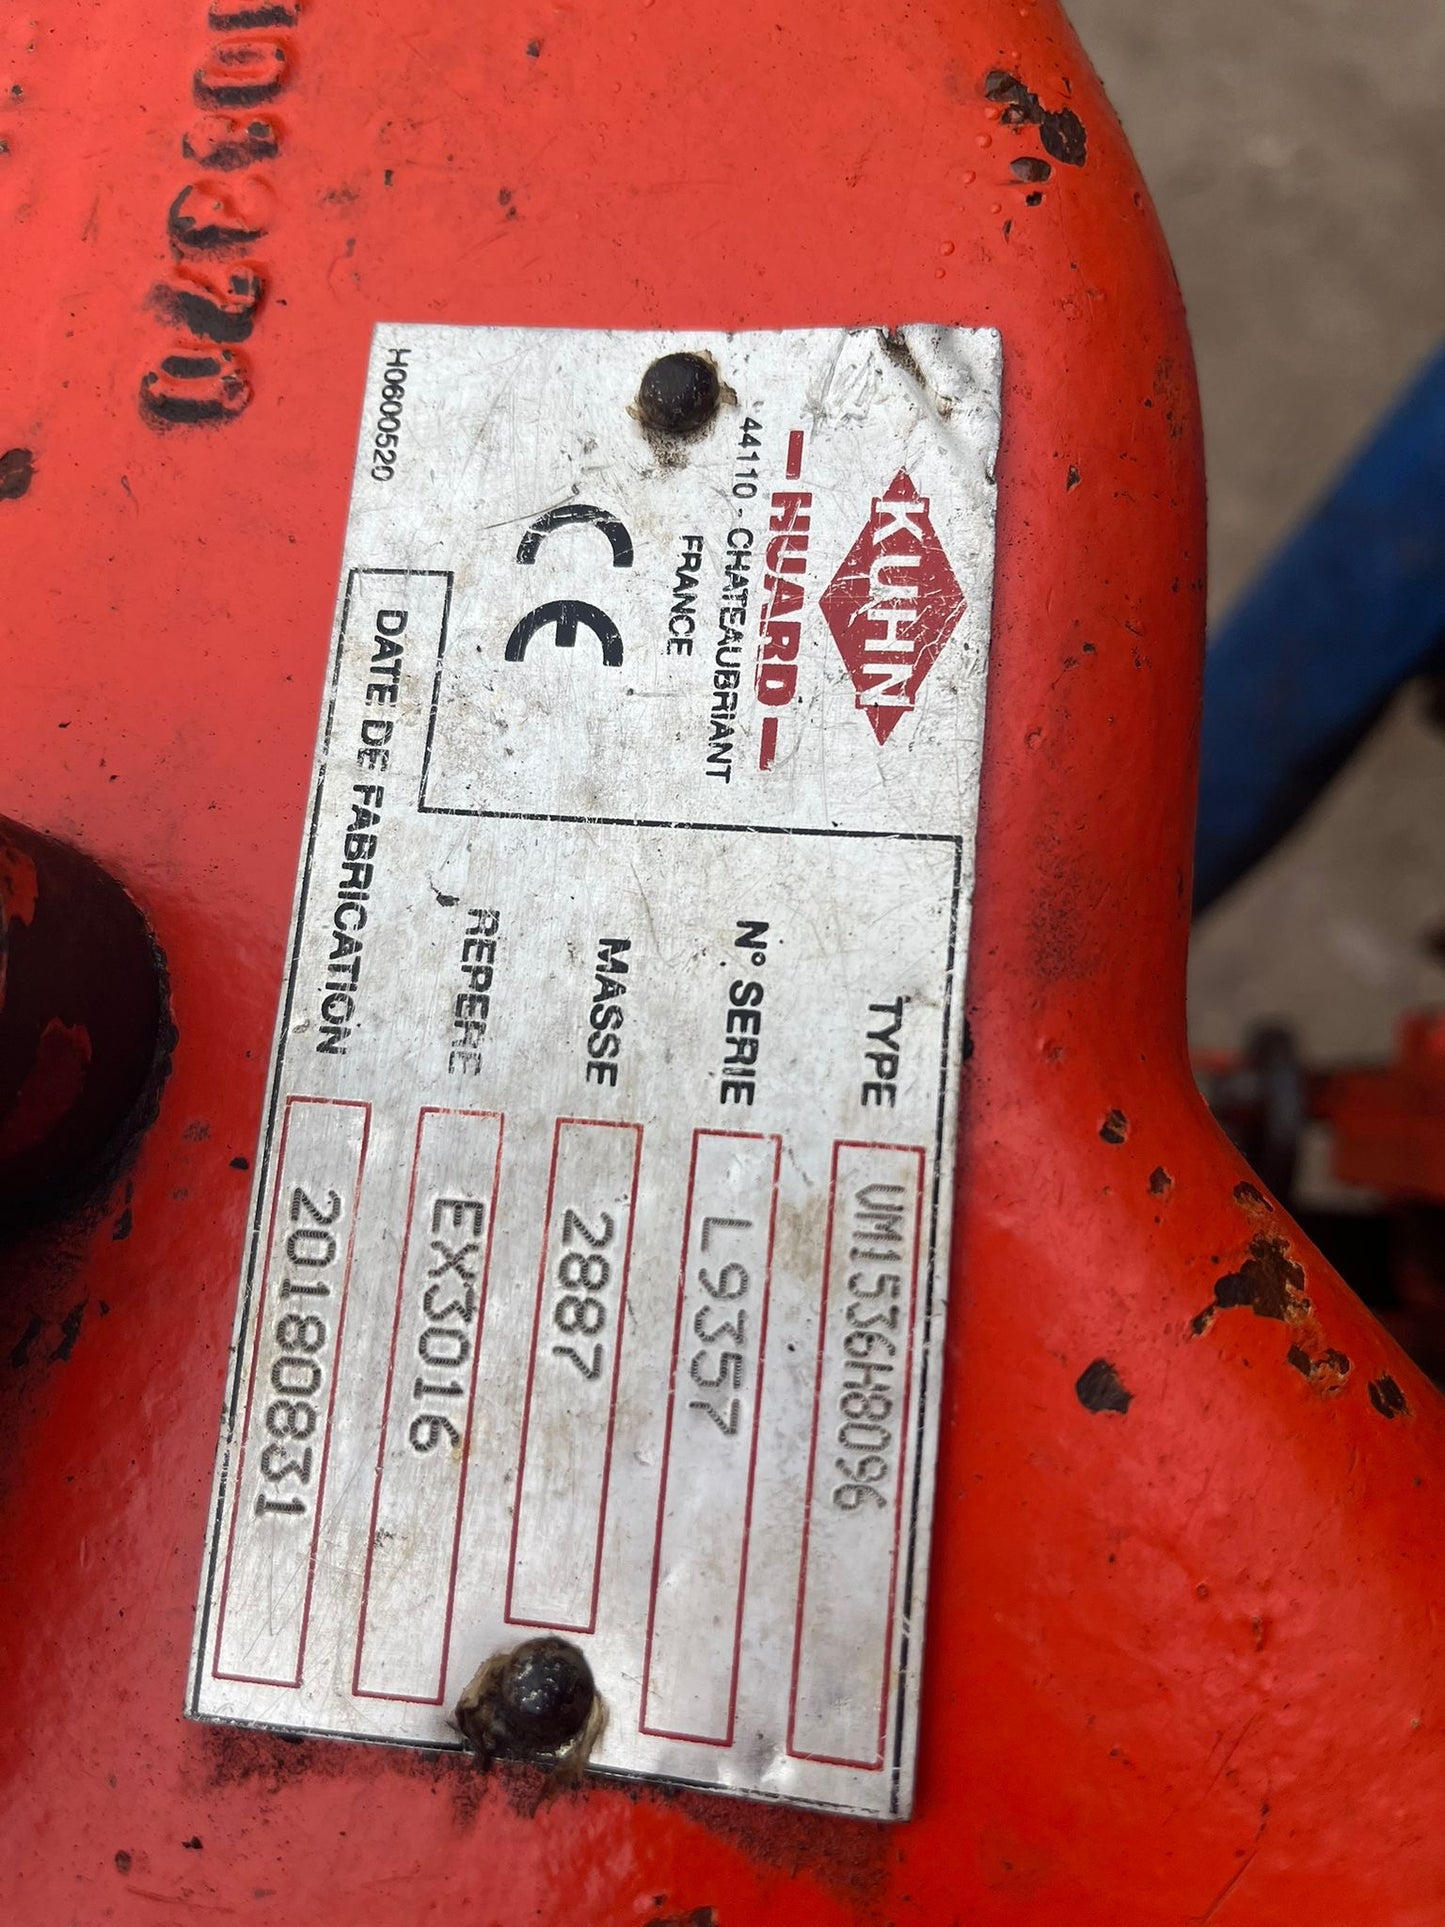 KUHN
- HUARD -
44110 - CHATEAUBRIANT
FRANCE
CE
H0600520
TYPE VM1536H8096
N° SERIE L9357
MASSE 2887
REPERE EX3016
DATE DE FABRICATION 20180831